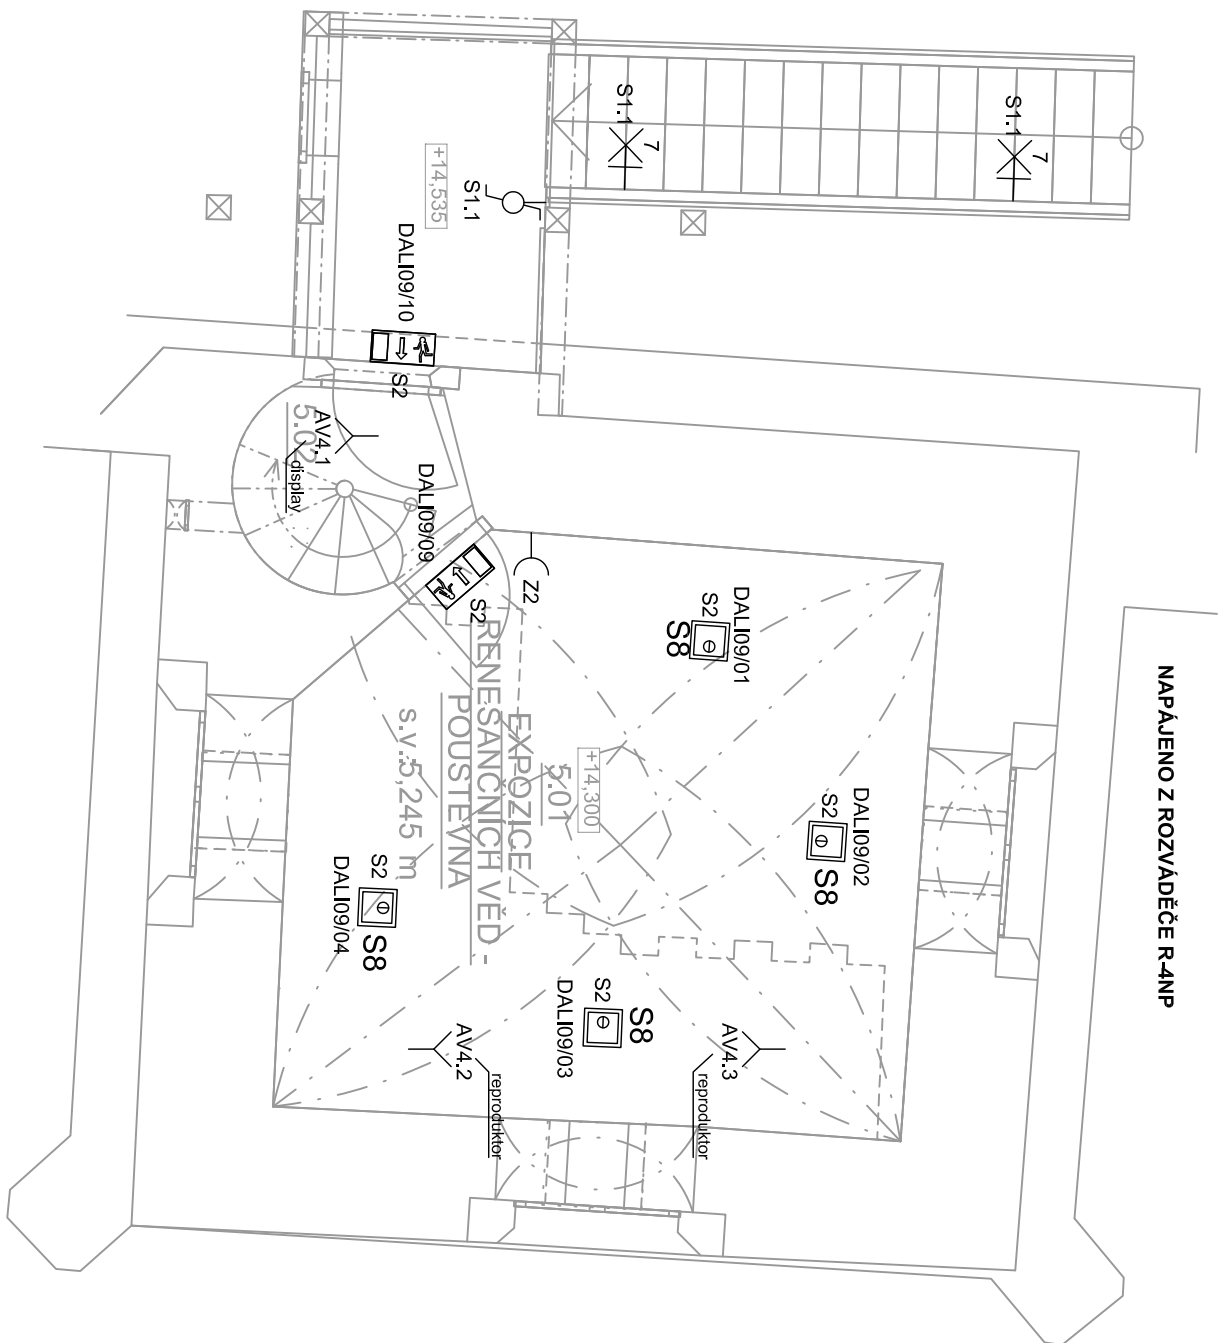 NAPÁJENO Z ROZVÁDĚČE R-4NP
S1.1
7
S1.1
7
+14,535
S1.1
DALI09/10
S2
5.02
AV4.1
display
DALI09/09
S2
Z2
DALI09/01
S2
S8
DALI09/02
S2
S8
+14,300
5.01
EXPOZICE
RENESANČNÍCH VĚD -
POUSTEVNA
s.v.5,245 m
S2
S8
DALI09/04
S8
S2
DALI09/03
AV4.3
reproduktor
AV4.2
reproduktor